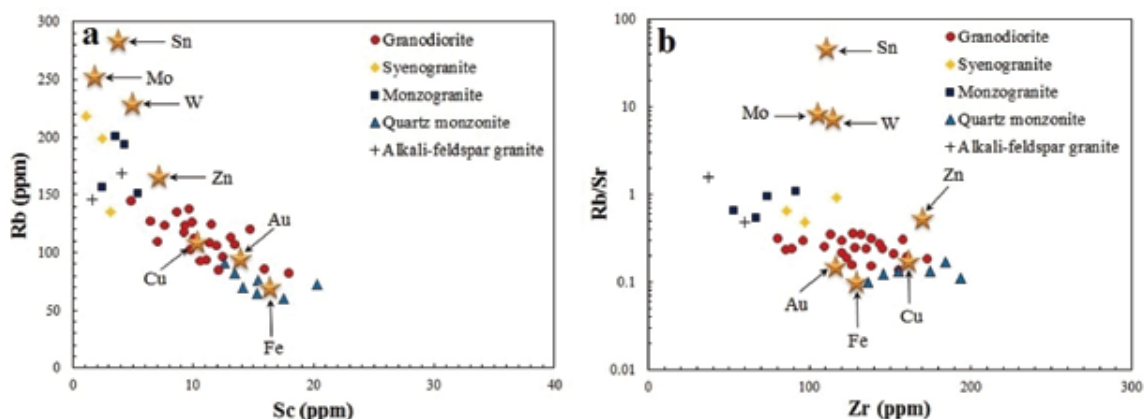 a
Rb (ppm)
300
250
200
150
100
50
0
0 10 20 30 40
Sc (ppm)
Sn
Mo
W
Zn
Au
Cu
Fe
Granodiorite
Syenogranite
Monzogranite
Quartz monzonite
Alkali-feldspar granite
b
Rb/Sr
100
10
1
0.1
0.01
0 100 200 300
Zr (ppm)
Sn
Mo
W
Zn
Au
Fe
Cu
Granodiorite
Syenogranite
Monzogranite
Quartz monzonite
Alkali-feldspar granite